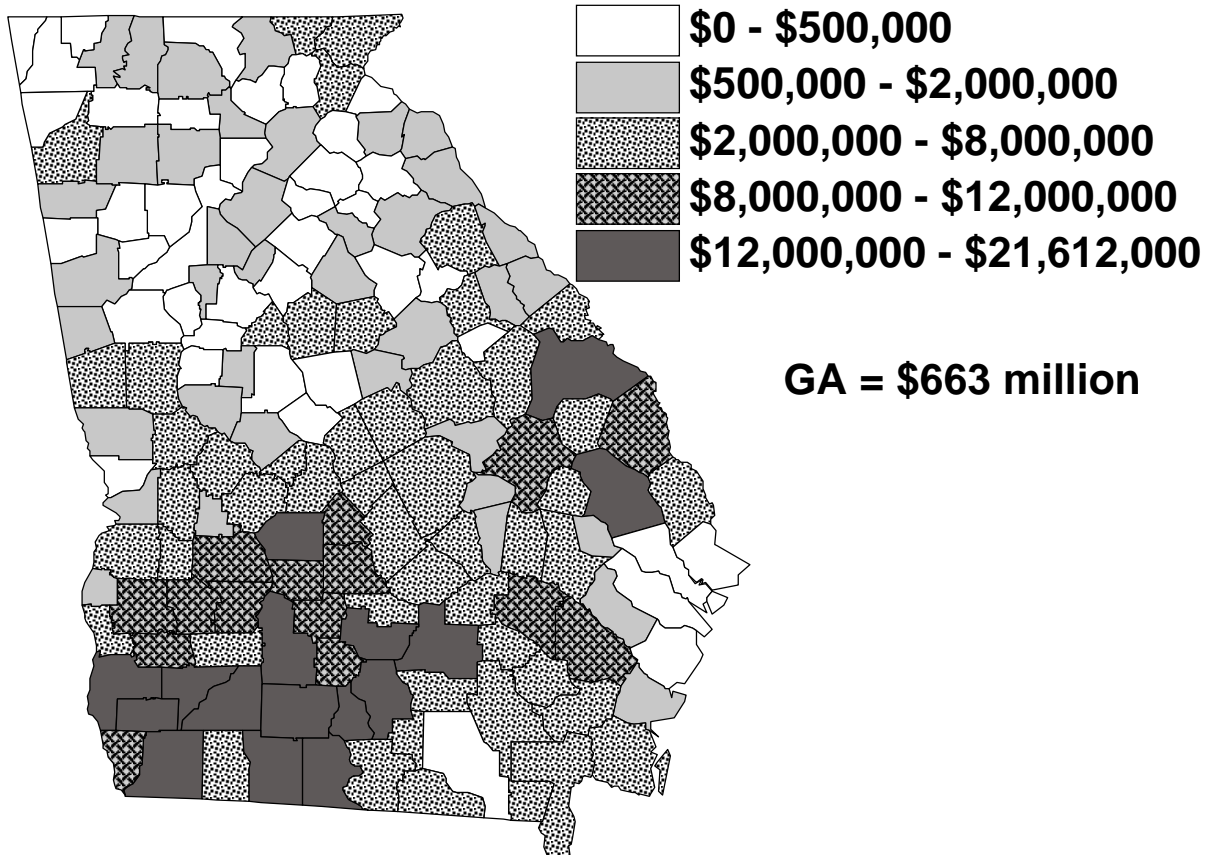 $0 - $500,000
$500,000 - $2,000,000
$2,000,000 - $8,000,000
$8,000,000 - $12,000,000
$12,000,000 - $21,612,000
GA = $663 million